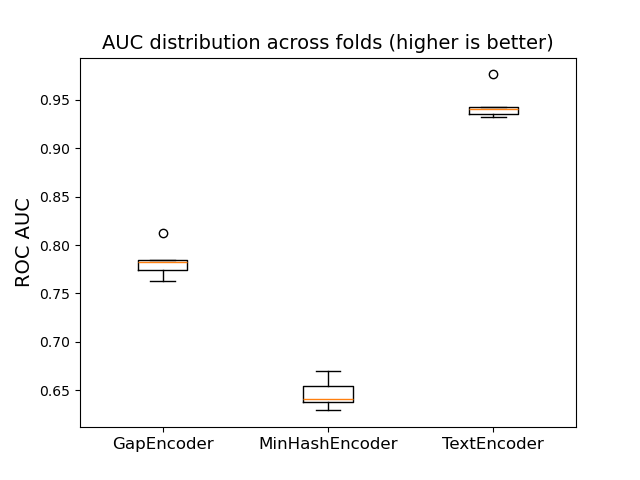 AUC distribution across folds (higher is better)
ROC AUC
0.95
0.90
0.85
0.80
0.75
0.70
0.65
GapEncoder
MinHashEncoder
TextEncoder